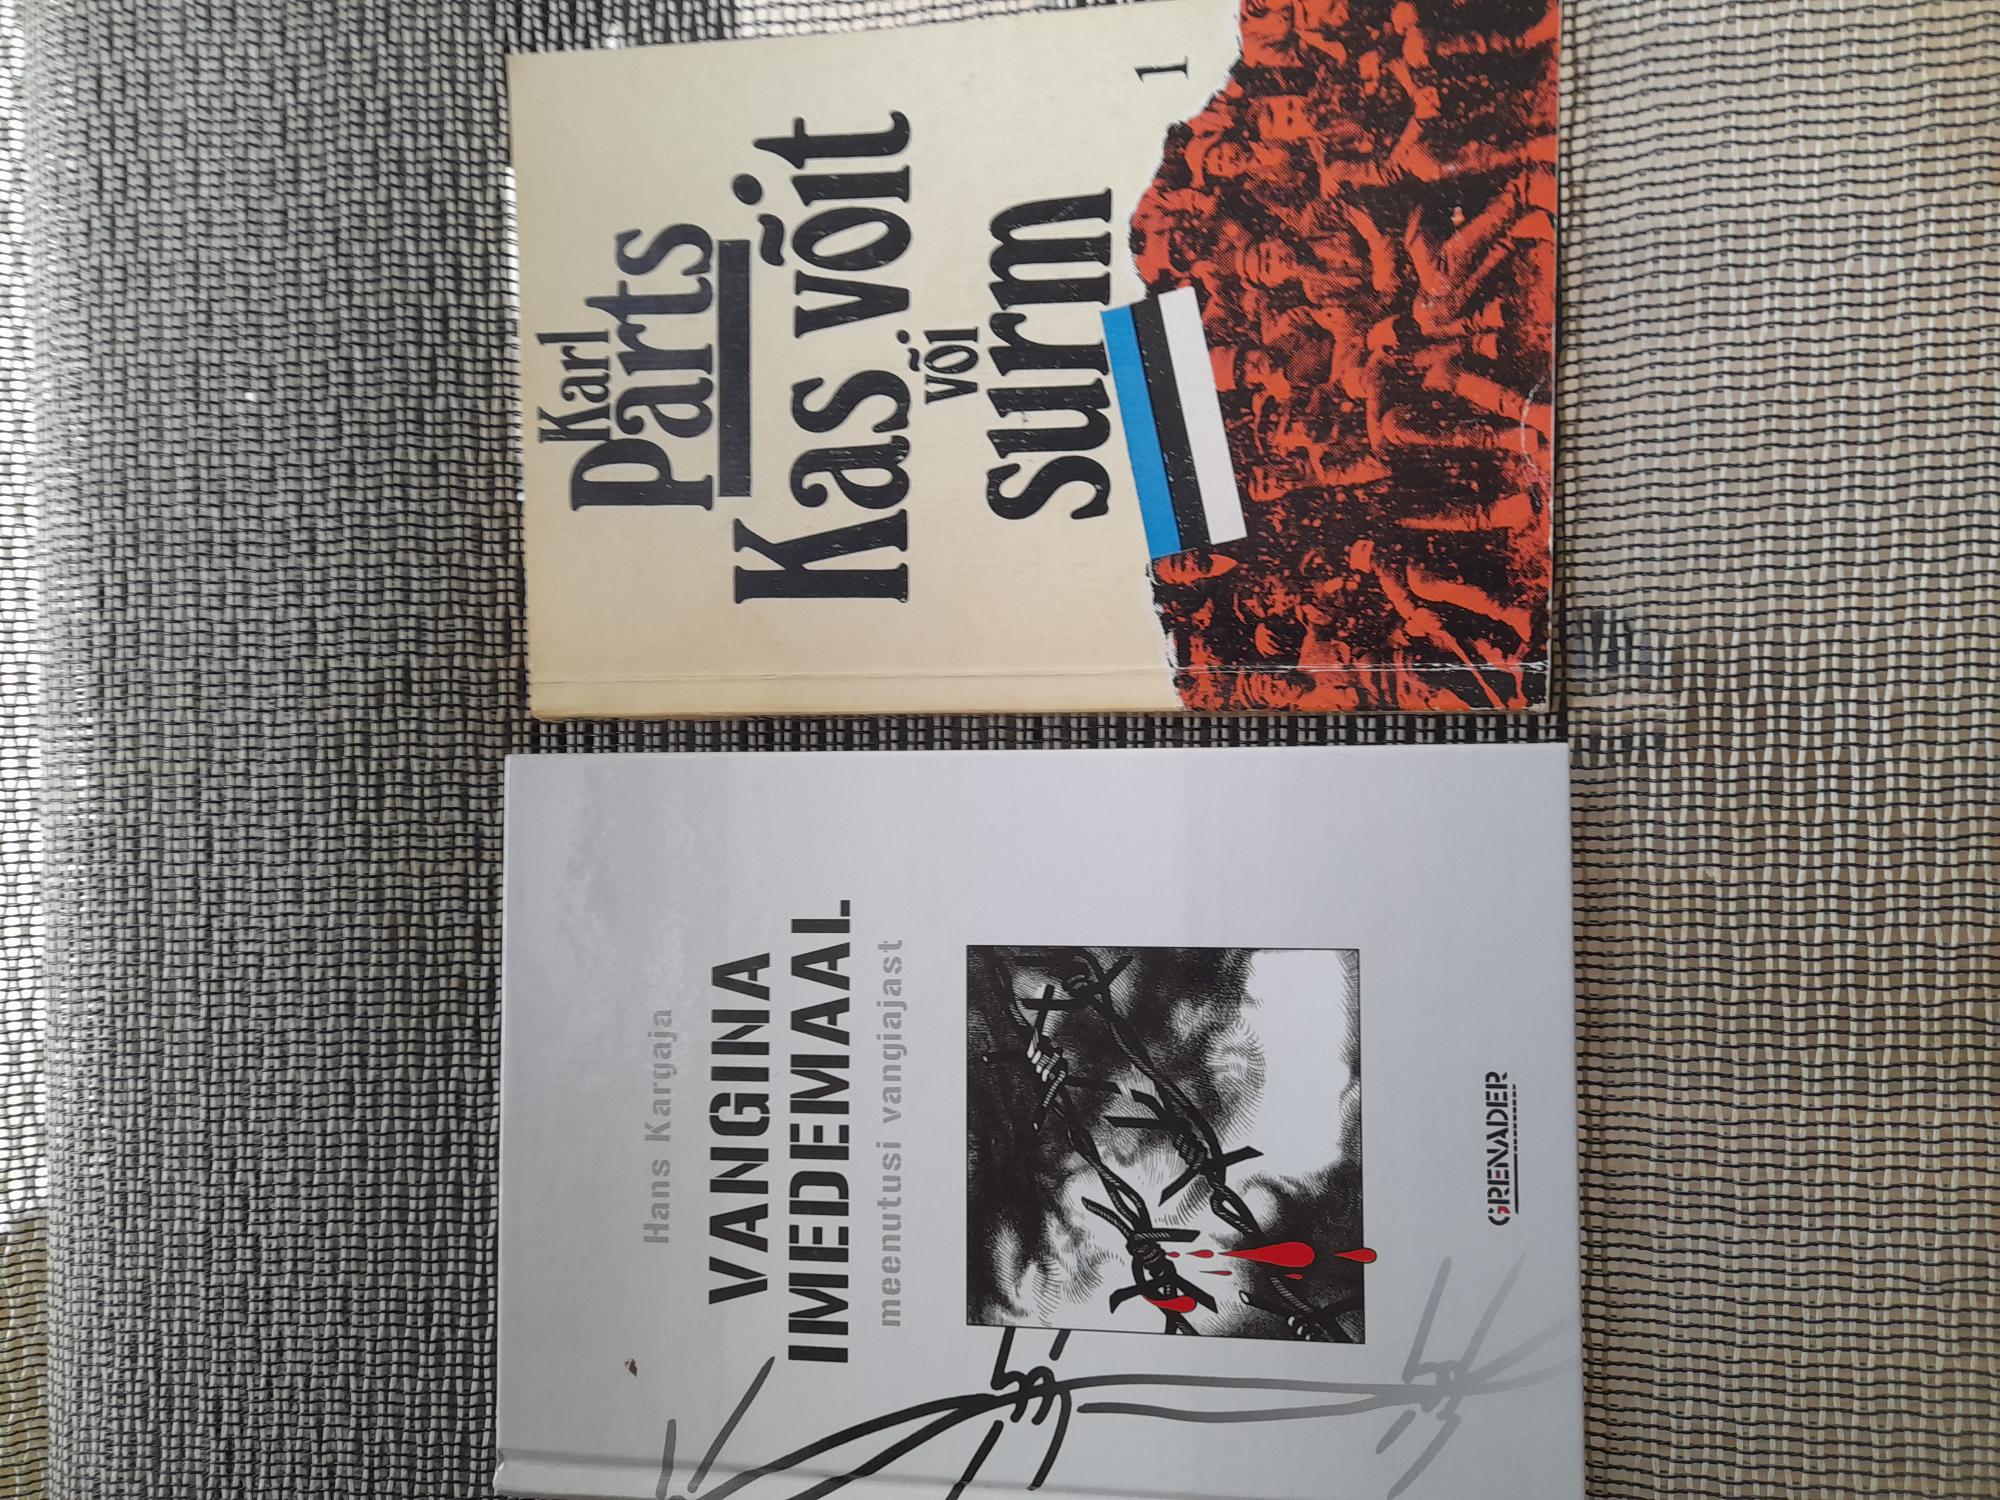 Hans Kargaja
VANGINA
IMEDEMAAL
meenutusi vangiajast
GRENADER
Karl
Parts
Kas võit
või
surm
1